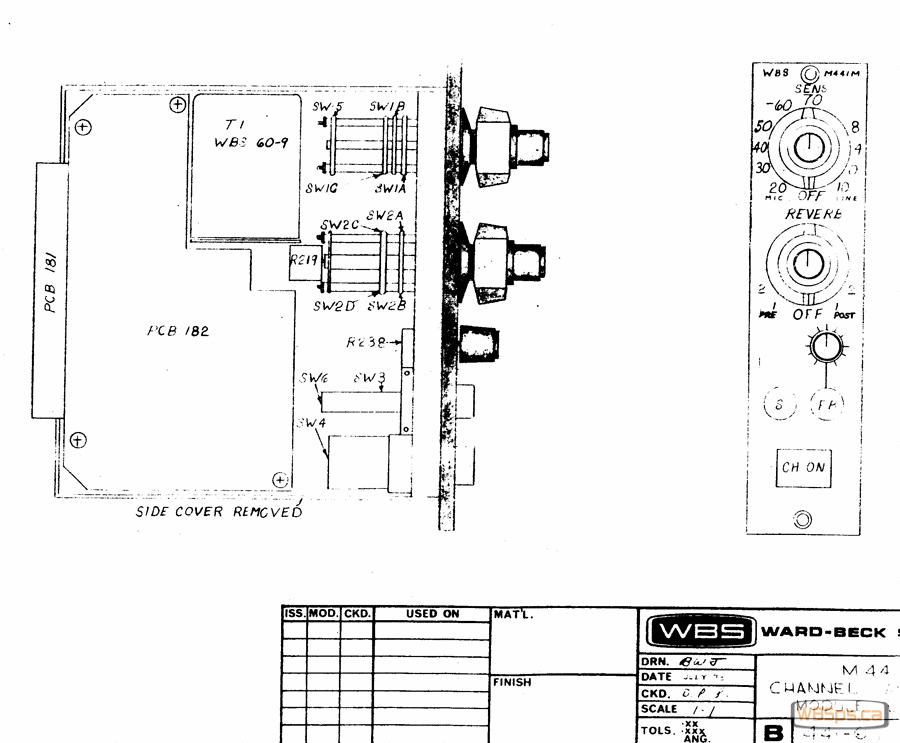 SW5 SW1B
T1
WBS 60-9
SW1C SW1A
SW2A
SW2C
R219
SW2D SW2B
PCB 181
PCB 182
R238
SW6 SW3
SW4
SIDE COVER REMOVED
WBS M441M
SENS
-60 70
50 8
40 4
30 0
20 10
MIC OFF LINE
REVERB
2 2
PRE OFF POST
S
CH ON
ISS. MOD. CKD. USED ON MAT'L.
FINISH
WBS WARD-BECK
DRN.
DATE
CKD.
SCALE 1-1
TOLS. .XX
.XXX
ANG.
M 44
CHANNEL
MODULE
WBSps.ca
B